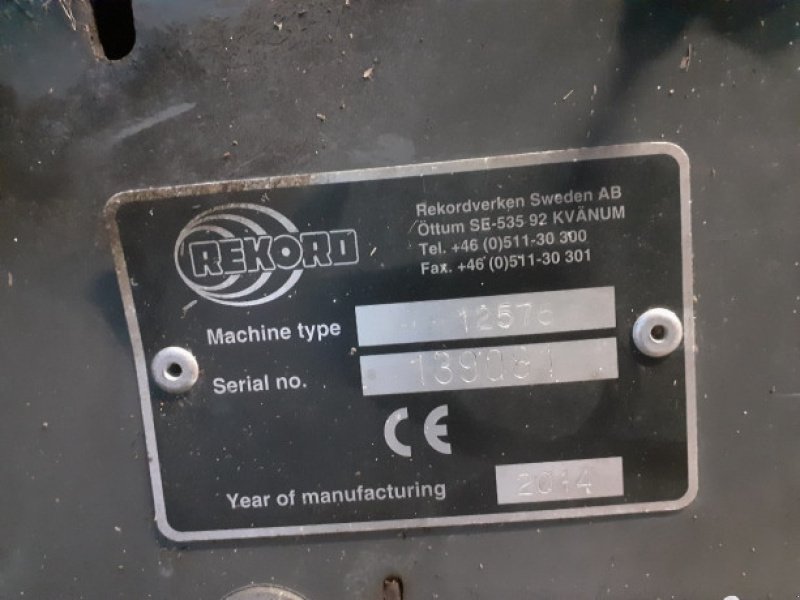 REKORD
Rekordverken Sweden AB
Öttum SE-535 92 KVÄNUM
Tel. +46 (0)511-30 300
Fax. +46 (0)511-30 301
Machine type 12576
Serial no. 139081
CE
Year of manufacturing 2014